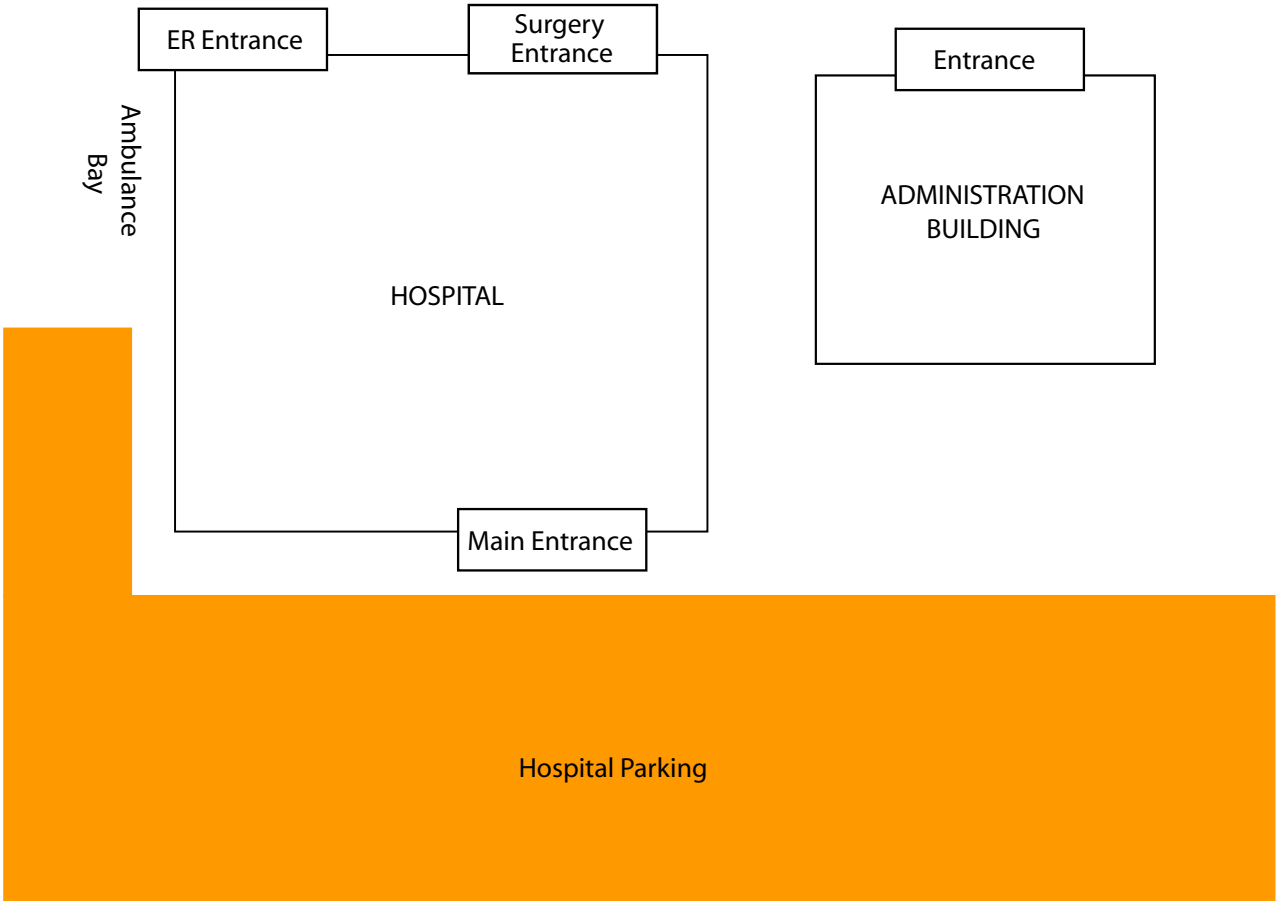 ER Entrance
Surgery
Entrance
Entrance
Ambulance
Bay
ADMINISTRATION
BUILDING
HOSPITAL
Main Entrance
Hospital Parking